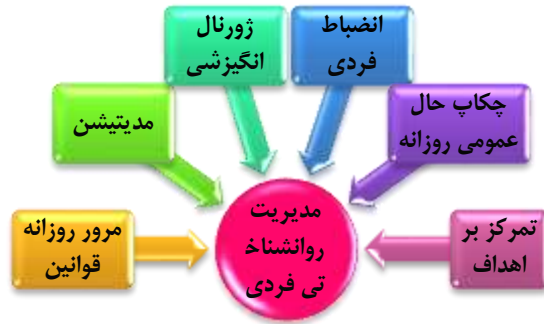 انضباط
فردی
ژورنال
انگیزشی
چکاپ حال
عمومی روزانه
مدیتیشن
تمرکز بر
اهداف
مرور روزانه
قوانین
مدیریت
روانشناخ
تی فردی